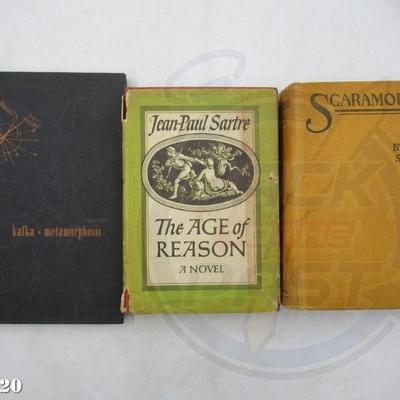 kafka • metamorphosis
Jean-Paul Sartre
The AGE of
REASON
A NOVEL
SCARAMOU
BY
S
20